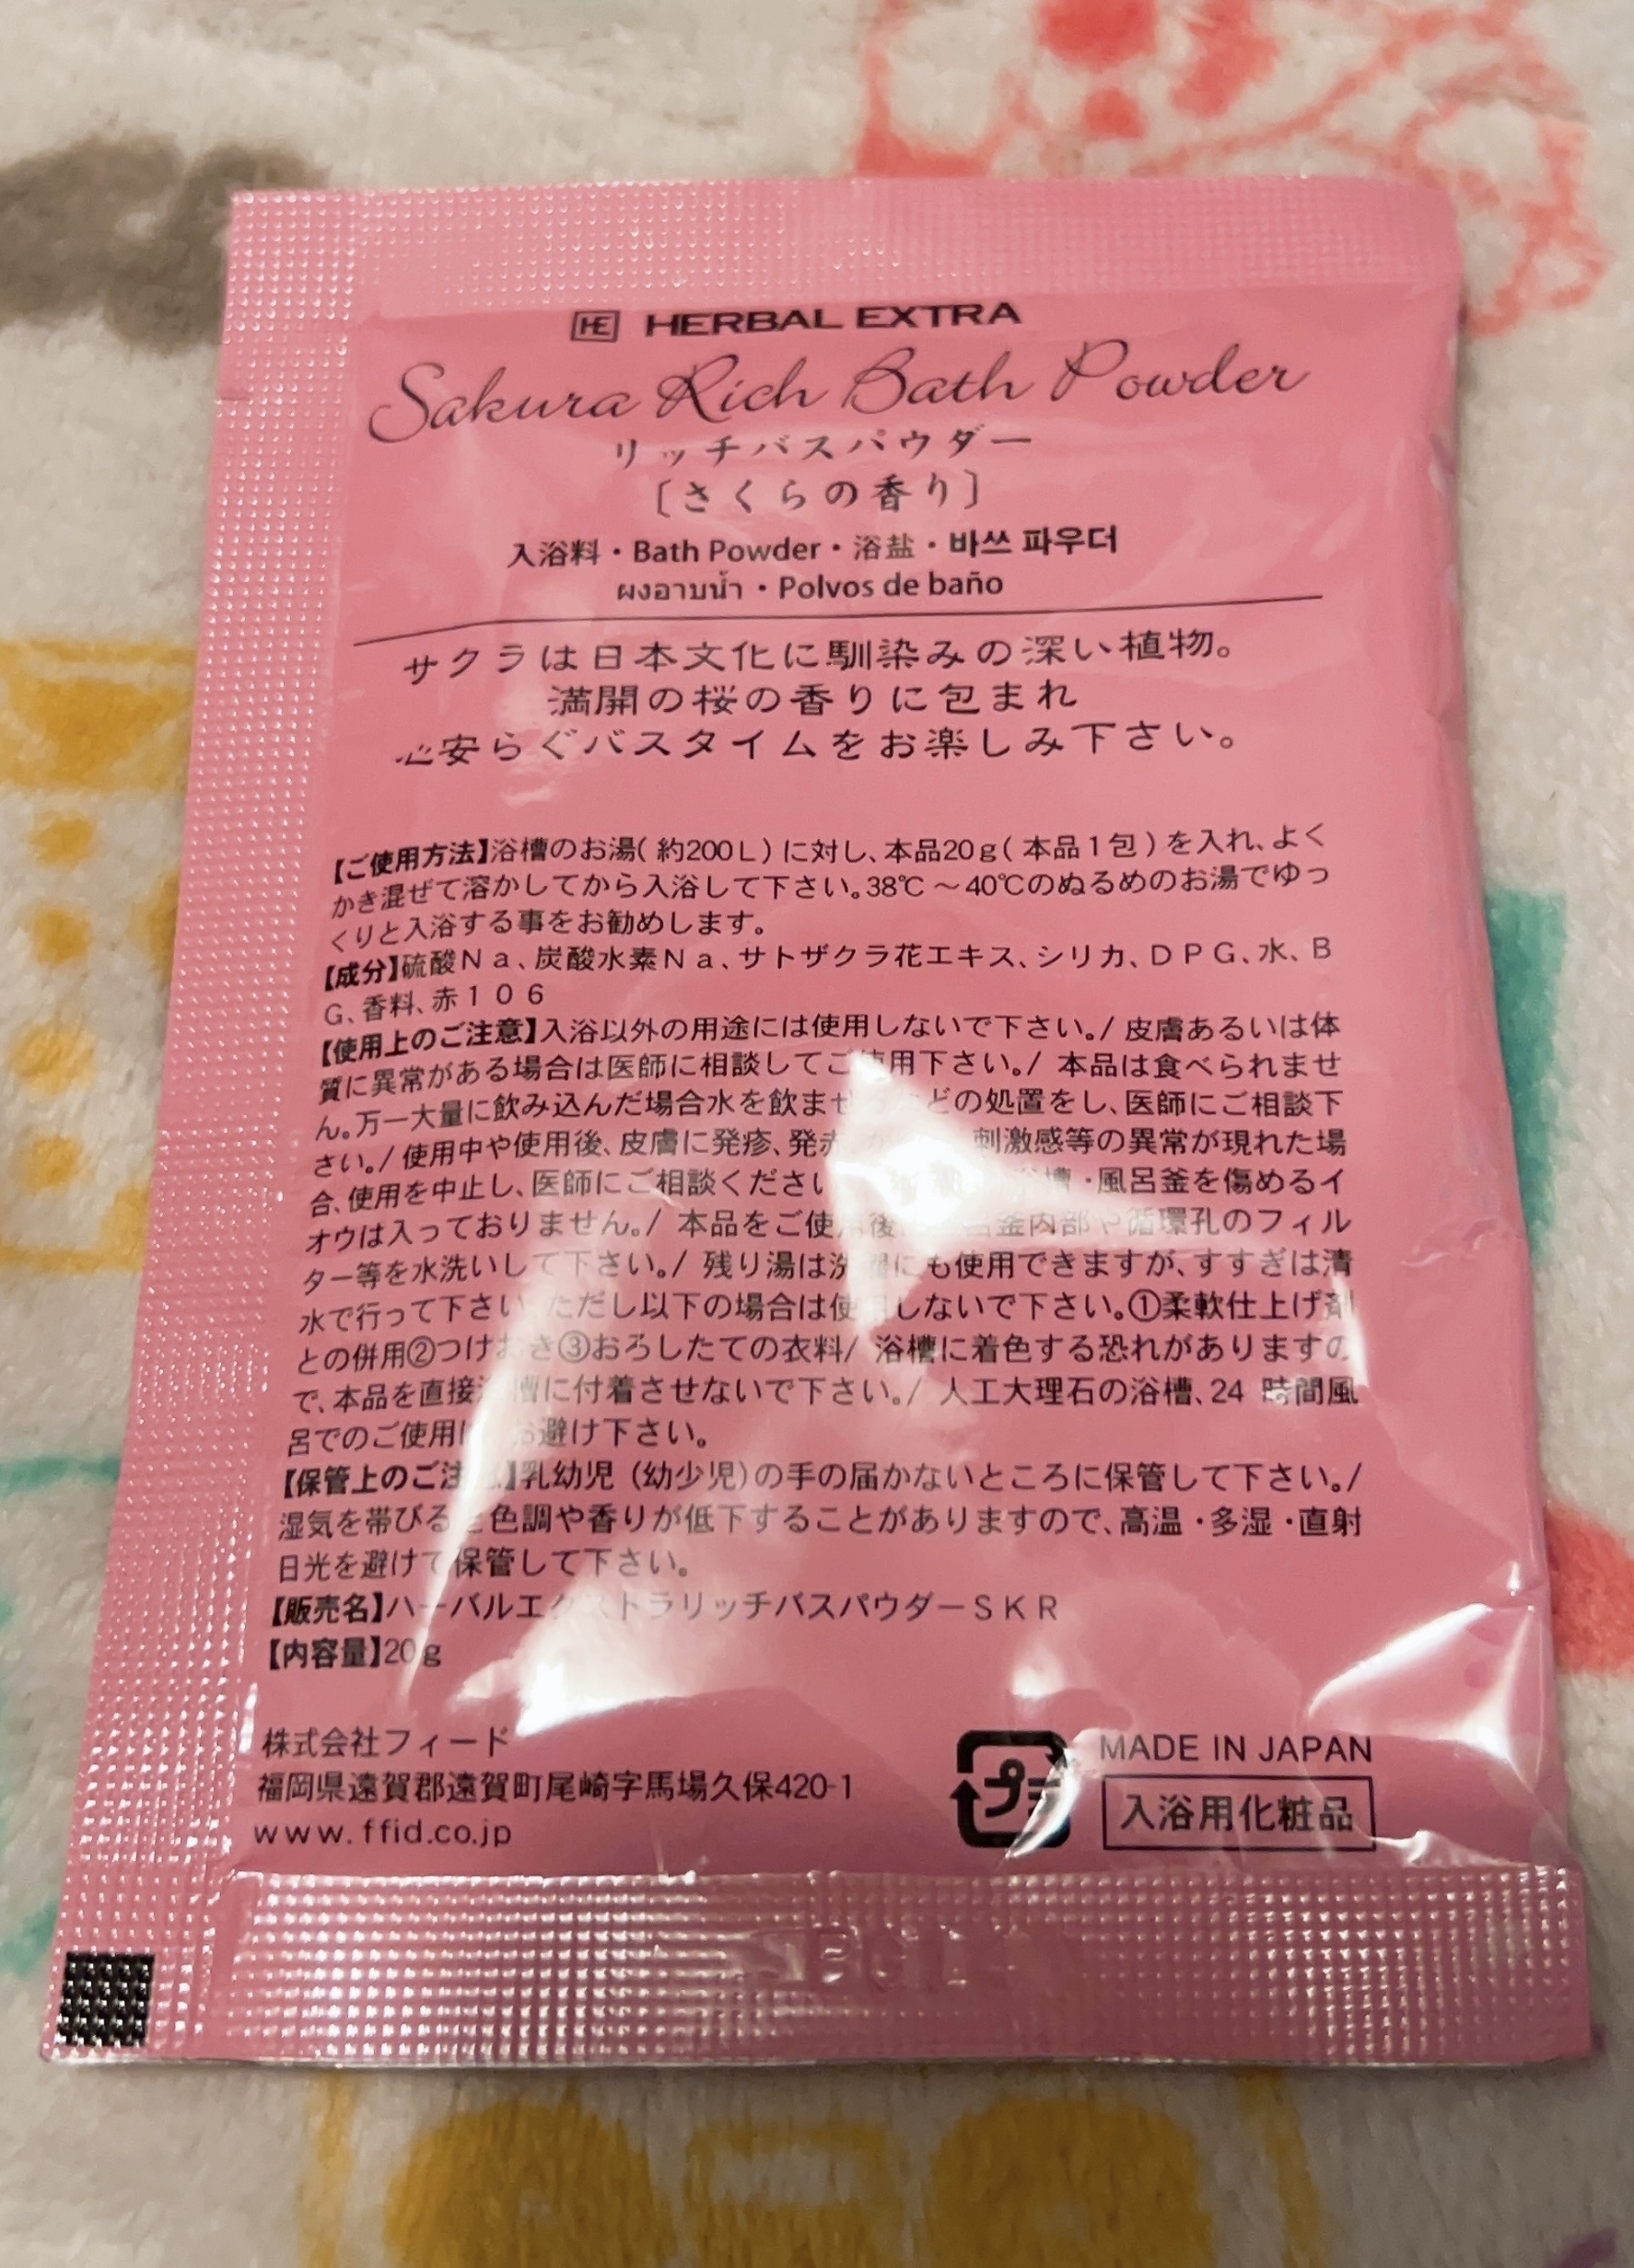 HE HERBAL EXTRA
Sakura Rich Bath Powder
リッチバスパウダー
〔さくらの香り〕
入浴料・Bath Powder・浴盐・바쓰 파우더
ผงอาบน้ำ・Polvos de baño
サクラは日本文化に馴染みの深い植物。
満開の桜の香りに包まれ
心安らぐバスタイムをお楽しみ下さい。
【ご使用方法】浴槽のお湯(約200L)に対し、本品20g(本品1包)を入れ、よく
かき混ぜて溶かしてから入浴して下さい。38℃～40℃のぬるめのお湯でゆっ
くりと入浴する事をお勧めします。
【成分】硫酸Na、炭酸水素Na、サトザクラ花エキス、シリカ、DPG、水、B
G、香料、赤106
【使用上のご注意】入浴以外の用途には使用しないで下さい。/ 皮膚あるいは体
質に異常がある場合は医師に相談してご使用下さい。/ 本品は食べられませ
ん。万一大量に飲み込んだ場合水を飲ませるなどの処置をし、医師にご相談下
さい。/ 使用中や使用後、皮膚に発疹、発赤、刺激感等の異常が現れた場
合、使用を中止し、医師にご相談ください 浴槽・風呂釜を傷めるイ
オウは入っておりません。/ 本品をご使用後は 呂釜内部や循環孔のフィル
ター等を水洗いして下さい。/ 残り湯は洗濯にも使用できますが、すすぎは清
水で行って下さい ただし以下の場合は使用しないで下さい。①柔軟仕上げ剤
との併用②つけおき③おろしたての衣料/ 浴槽に着色する恐れがありますの
で、本品を直接浴槽に付着させないで下さい。/ 人工大理石の浴槽、24 時間風
呂でのご使用は お避け下さい。
【保管上のご注意】乳幼児(幼少児)の手の届かないところに保管して下さい。/
湿気を帯びると色調や香りが低下することがありますので、高温・多湿・直射
日光を避けて保管して下さい。
【販売名】ハーバルエクストラリッチバスパウダーSKR
【内容量】20g
株式会社フィード
福岡県遠賀郡遠賀町尾崎字馬場久保420-1
www.ffid.co.jp
プラ
MADE IN JAPAN
入浴用化粧品